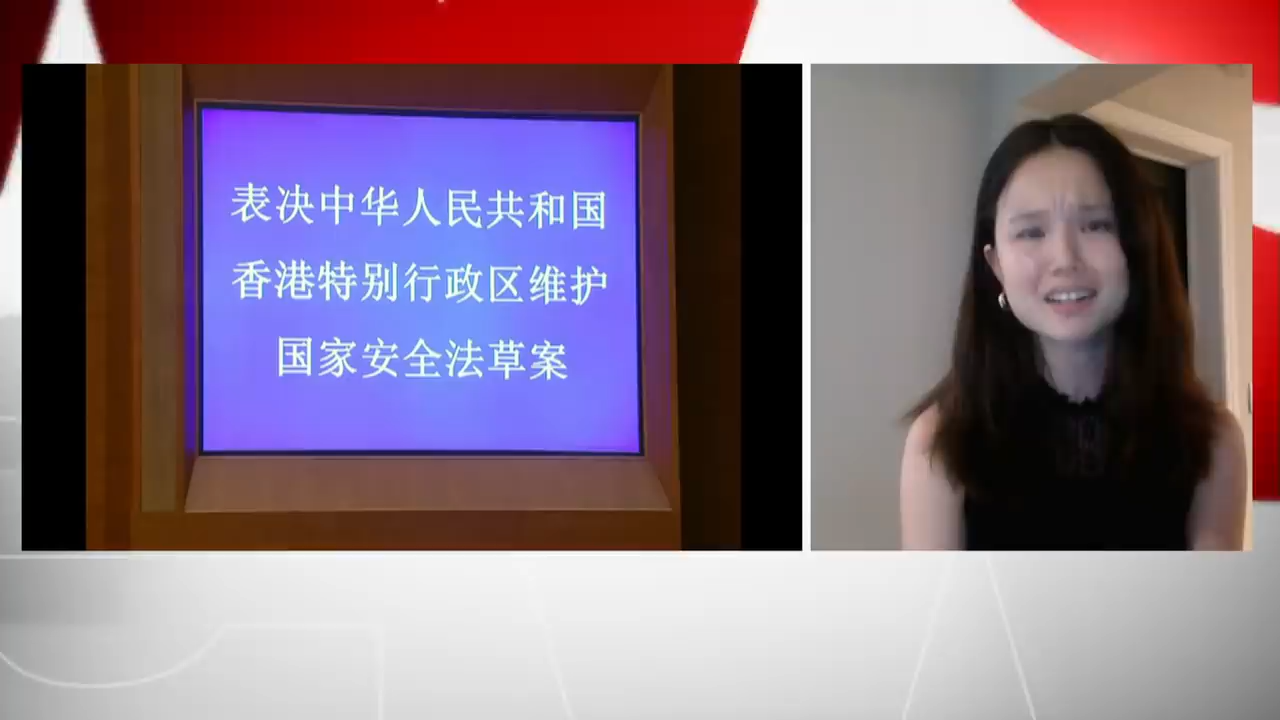 表决中华人民共和国
香港特别行政区维护
国家安全法草案